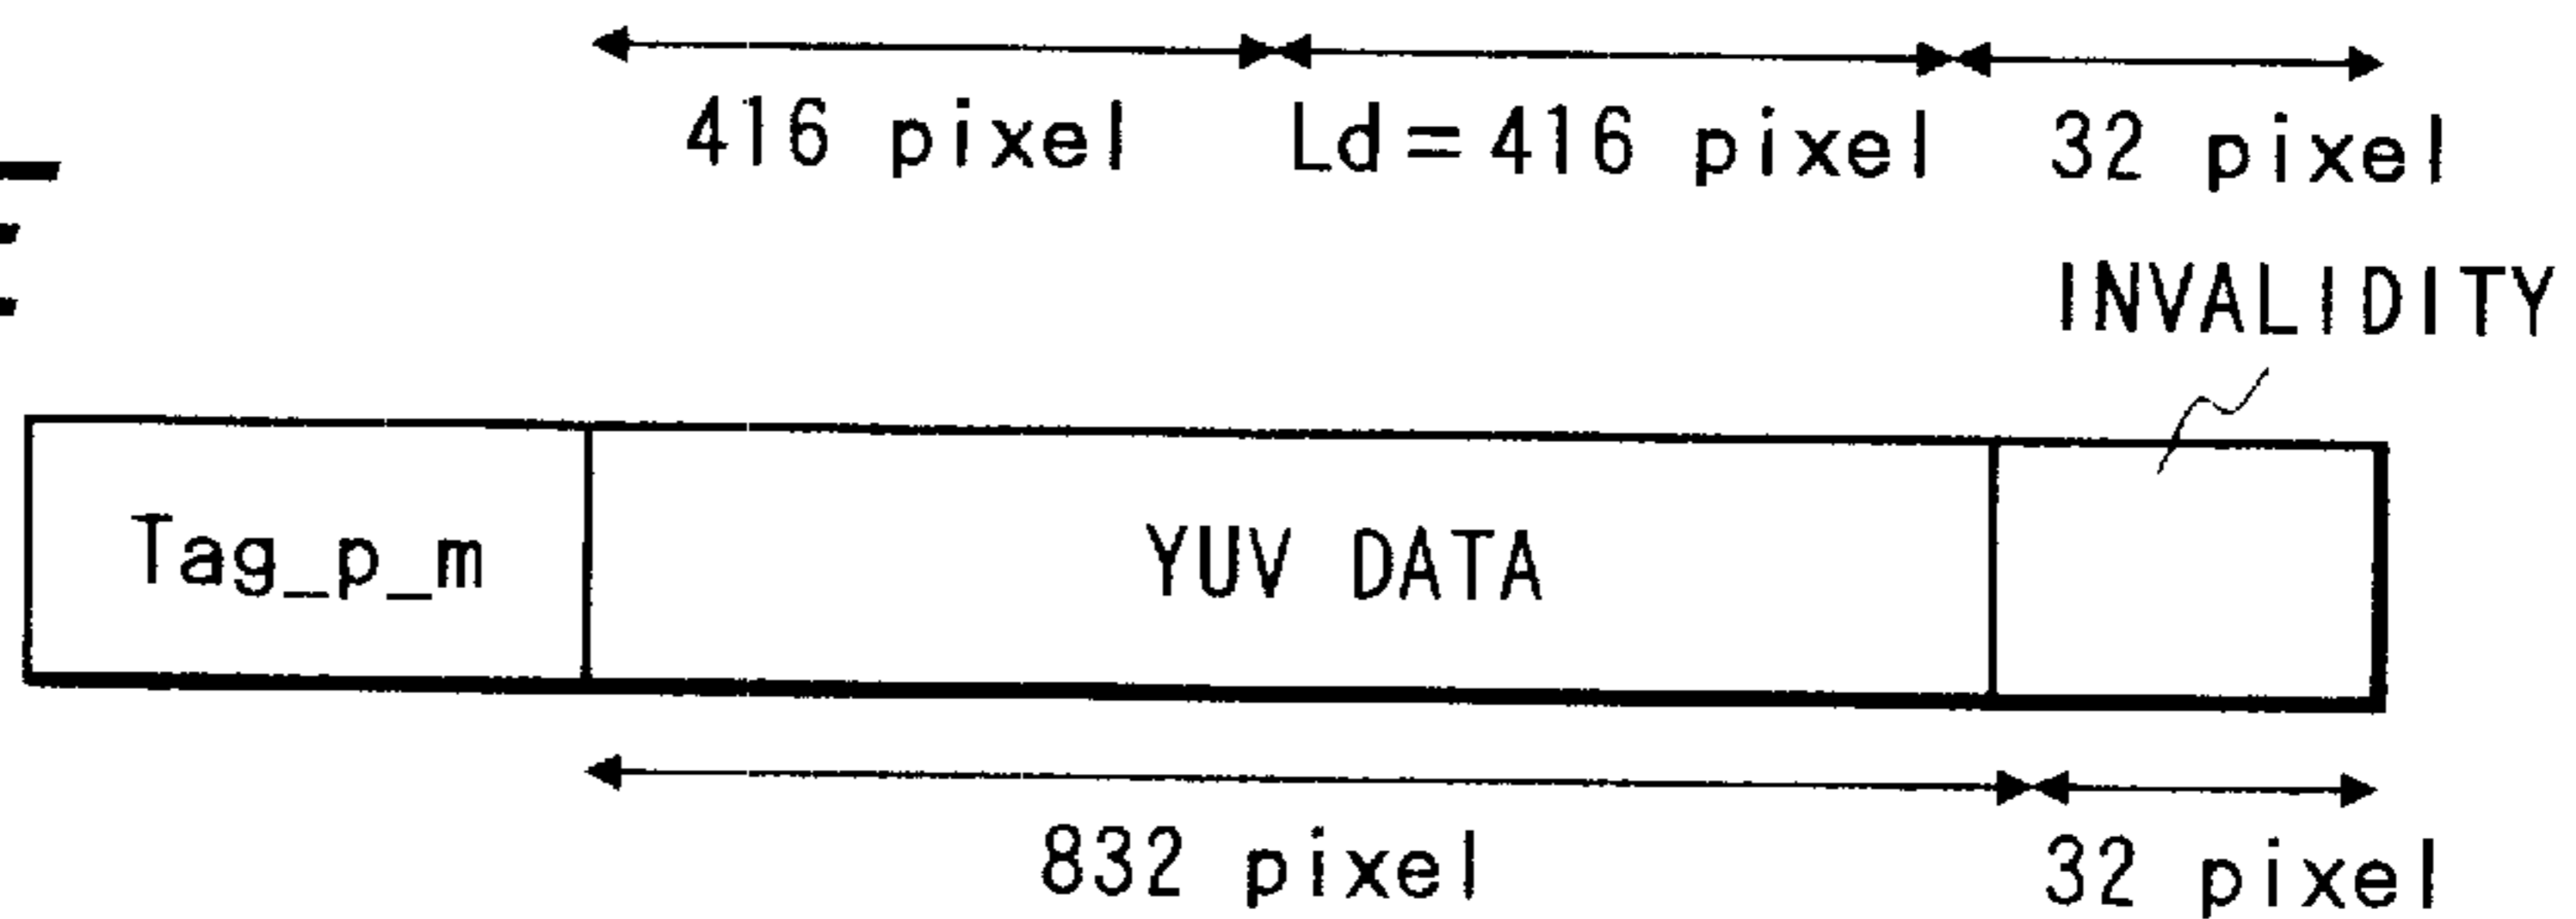 416 pixel Ld=416 pixel 32 pixel
INVALIDITY
Tag_p_m YUV DATA
832 pixel 32 pixel